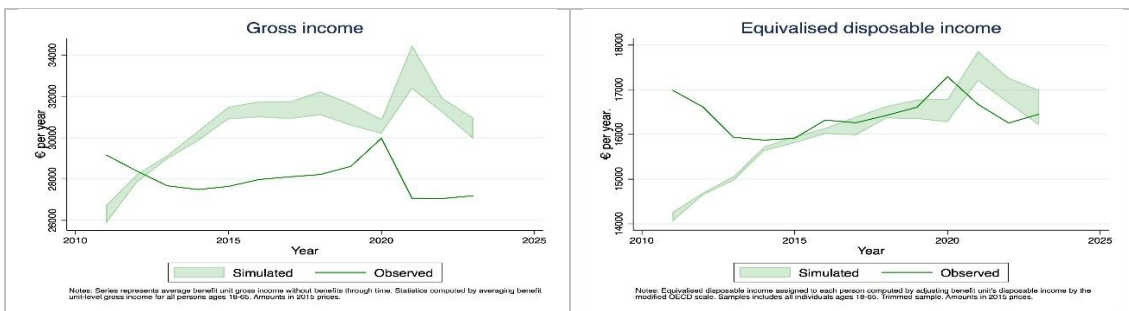 Gross income
34000
32000
30000
28000
26000
€ per year
2010
2015
2020
2025
Year
Simulated
Observed
Notes: Series represents average benefit unit gross income without benefits through time. Statistics computed by averaging benefit
unit-level gross income for all persons ages 18-65. Amounts in 2015 prices.
Equivalised disposable income
18000
17000
16000
15000
14000
€ per year.
2010
2015
2020
2025
Year
Simulated
Observed
Notes: Equivalised disposable income assigned to each person computed by adjusting benefit unit's disposable income by the
modified OECD scale. Samples includes all individuals ages 18-65. Trimmed sample. Amounts in 2015 prices.